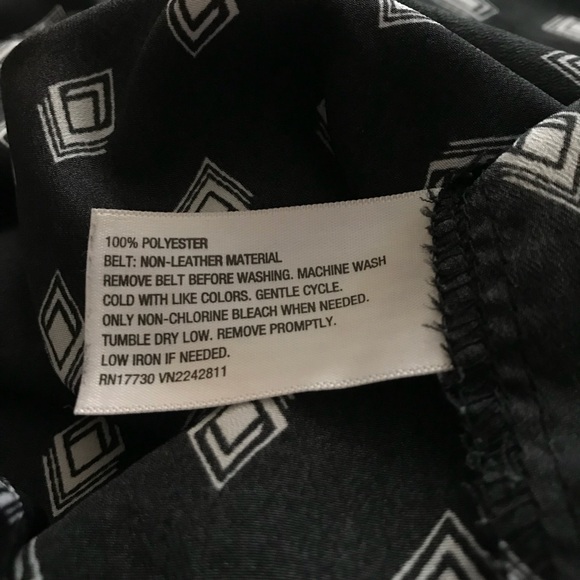 100% POLYESTER
BELT: NON-LEATHER MATERIAL
REMOVE BELT BEFORE WASHING. MACHINE WASH
COLD WITH LIKE COLORS. GENTLE CYCLE.
ONLY NON-CHLORINE BLEACH WHEN NEEDED.
TUMBLE DRY LOW. REMOVE PROMPTLY.
LOW IRON IF NEEDED.
RN17730 VN2242811